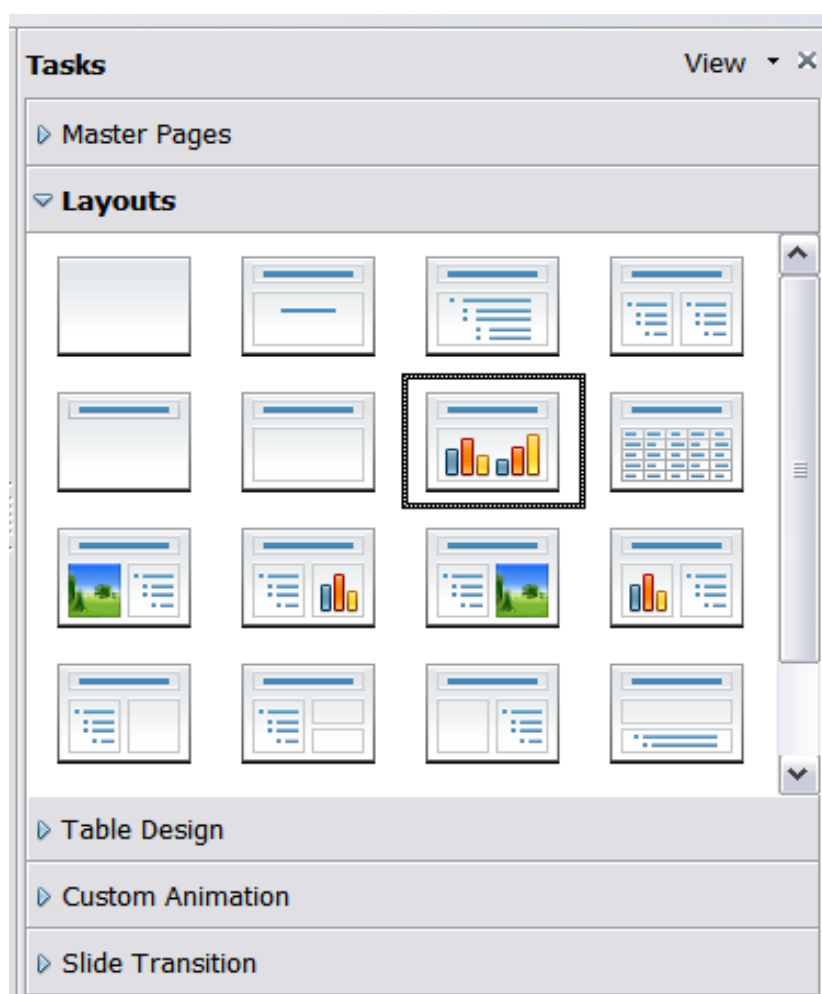 Tasks View
Master Pages
Layouts
Table Design
Custom Animation
Slide Transition